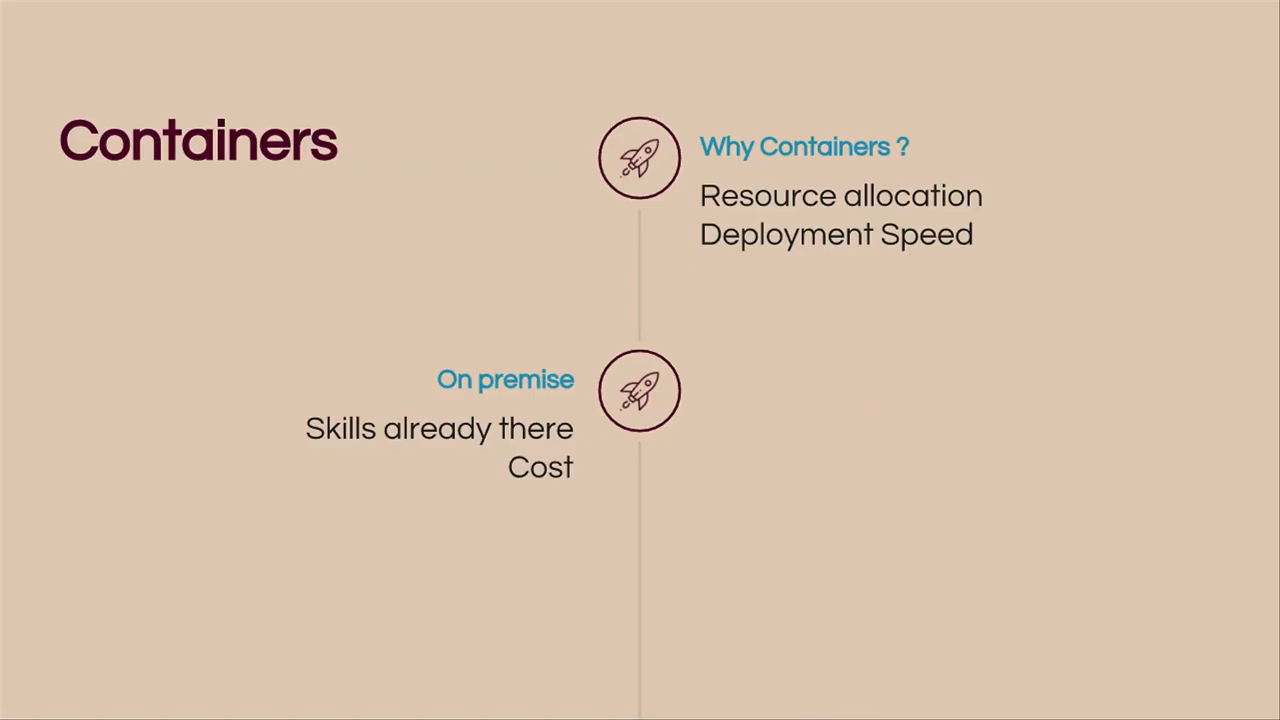 Containers
Why Containers ?
Resource allocation
Deployment Speed
On premise
Skills already there
Cost